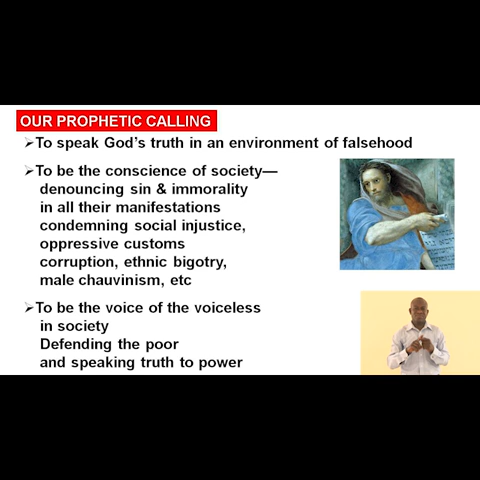 OUR PROPHETIC CALLING
➢To speak God's truth in an environment of falsehood
➢To be the conscience of society—
denouncing sin & immorality
in all their manifestations
condemning social injustice,
oppressive customs
corruption, ethnic bigotry,
male chauvinism, etc
➢To be the voice of the voiceless
in society
Defending the poor
and speaking truth to power